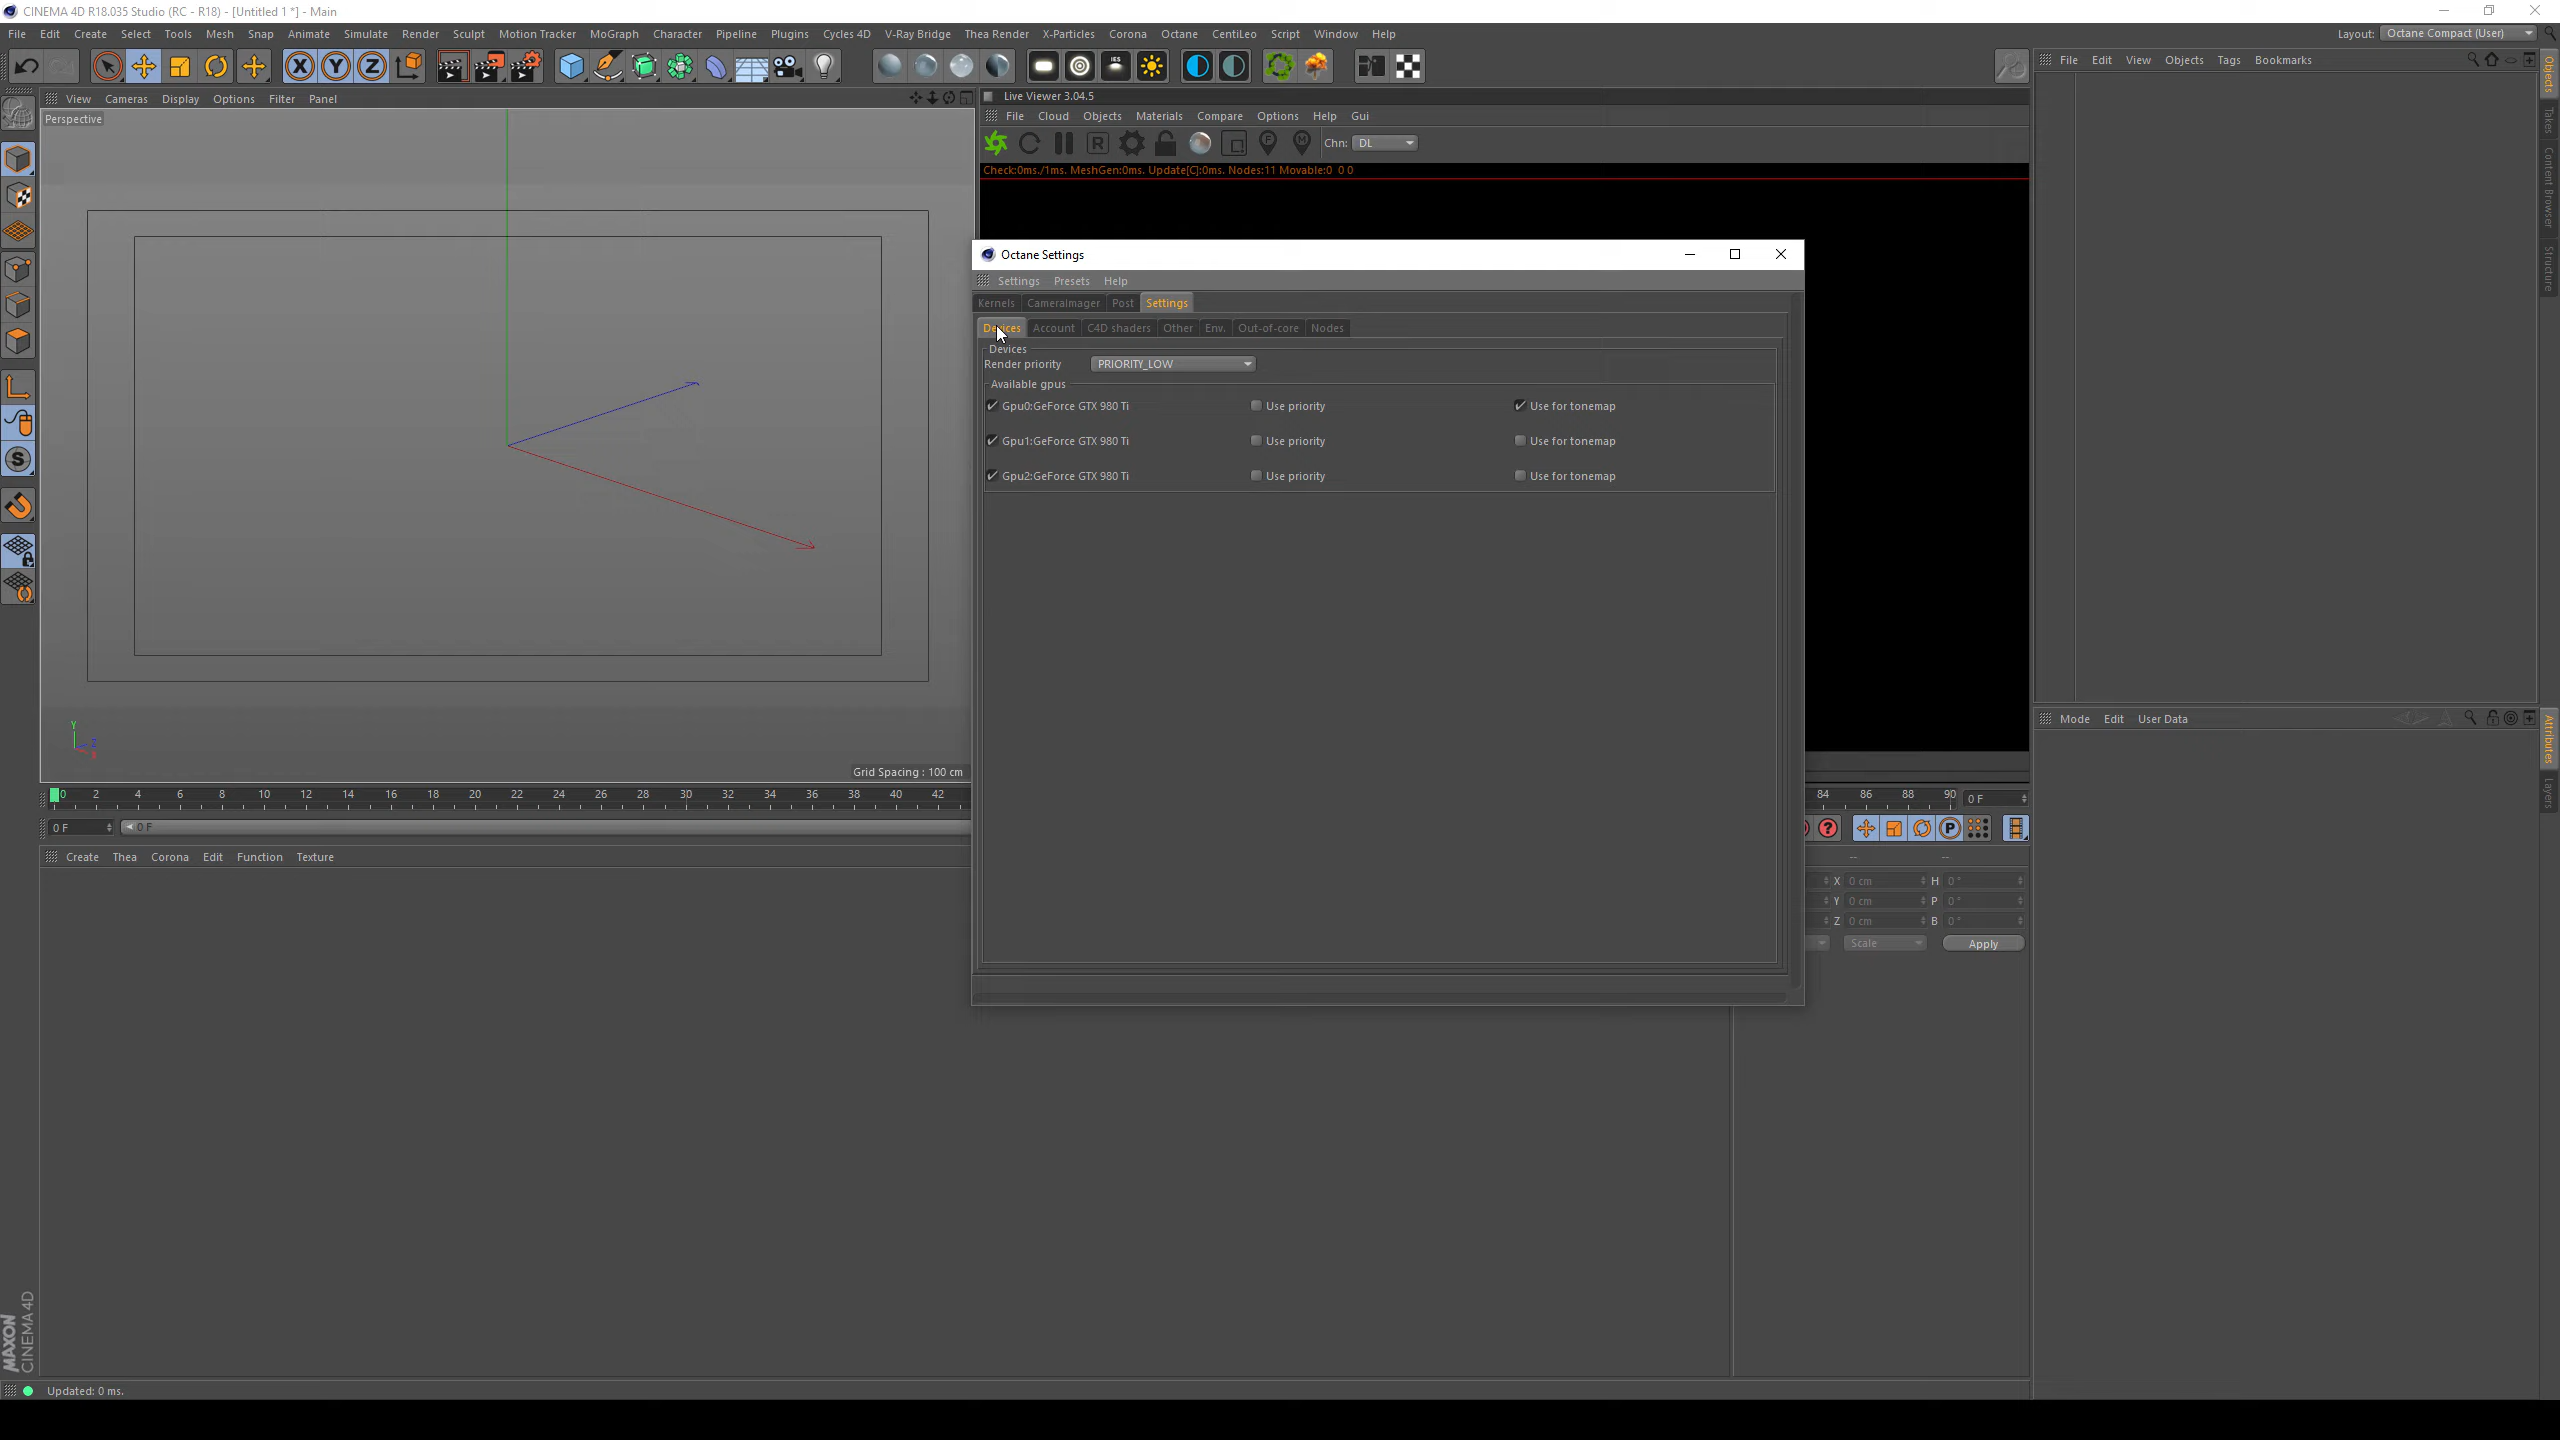 CINEMA 4D R18.035 Studio (RC - R18) - [Untitled 1 *] - Main
File Edit Create Select Tools Mesh Snap Animate Simulate Render Sculpt Motion Tracker MoGraph Character Pipeline Plugins Cycles 4D V-Ray Bridge Thea Render X-Particles Corona Octane CentiLeo Script Window Help
Layout: Octane Compact (User)
X Y Z
IES
View Cameras Display Options Filter Panel
Perspective
Y
Z
X
Grid Spacing : 100 cm
Live Viewer 3.04.5
File Cloud Objects Materials Compare Options Help Gui
R
F
M
Chn: DL
Check:0ms./1ms. MeshGen:0ms. Update[C]:0ms. Nodes:11 Movable:0 0 0
Octane Settings
Settings Presets Help
Kernels CameraImager Post Settings
Devices Account C4D shaders Other Env. Out-of-core Nodes
Devices
Render priority PRIORITY_LOW
Available gpus
Gpu0:GeForce GTX 980 Ti Use priority Use for tonemap
Gpu1:GeForce GTX 980 Ti Use priority Use for tonemap
Gpu2:GeForce GTX 980 Ti Use priority Use for tonemap
File Edit View Objects Tags Bookmarks
Objects
Takes
Content Browser
Structure
Mode Edit User Data
Attributes
Layers
S
0 2 4 6 8 10 12 14 16 18 20 22 24 26 28 30 32 34 36 38 40 42
84 86 88 90 0 F
0 F 0 F
? P
Create Thea Corona Edit Function Texture
-- --
X 0 cm H 0 °
Y 0 cm P 0 °
Z 0 cm B 0 °
Scale Apply
MAXON
CINEMA 4D
Updated: 0 ms.